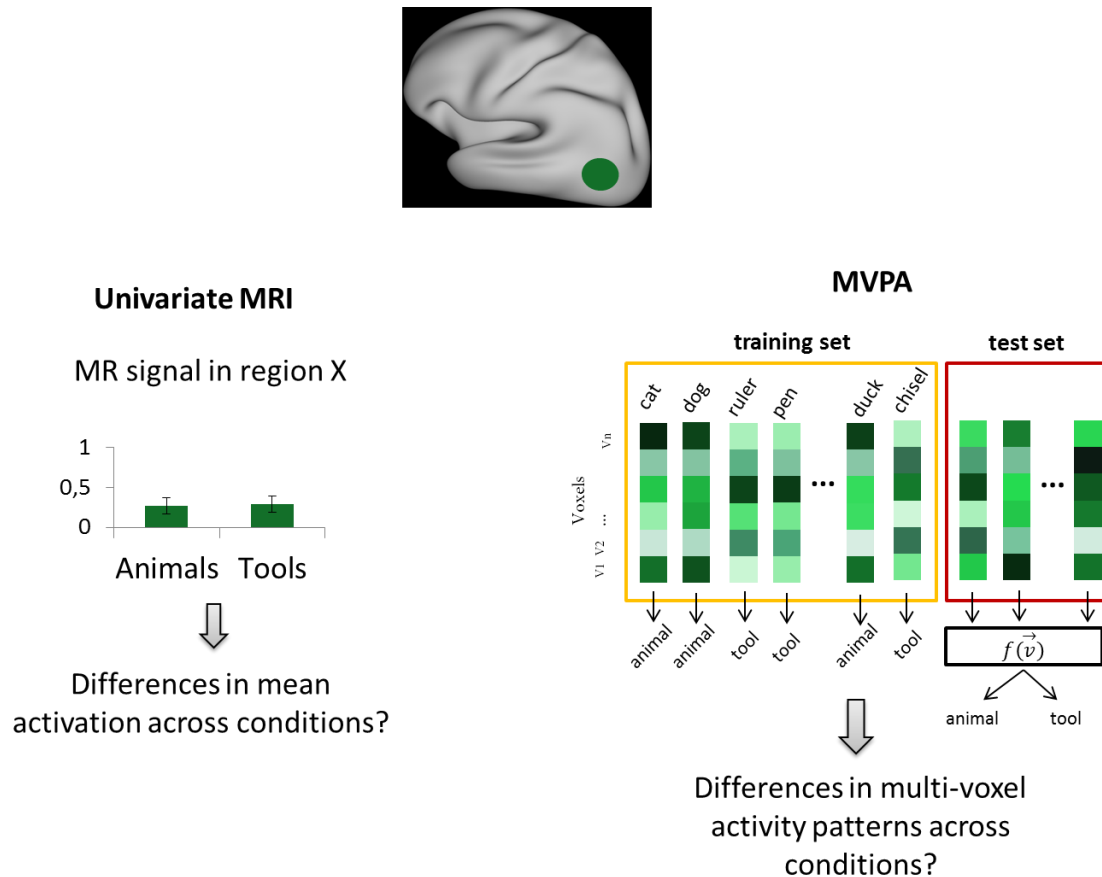 Univariate MRI
MR signal in region X
1
0,5
0
Animals Tools
Differences in mean
activation across conditions?
MVPA
training set
test set
cat dog ruler pen duck chisel
Voxels
Vn
...
V2
V1
...
...
animal animal tool tool animal tool
f(v⃗)
animal tool
Differences in multi-voxel
activity patterns across
conditions?